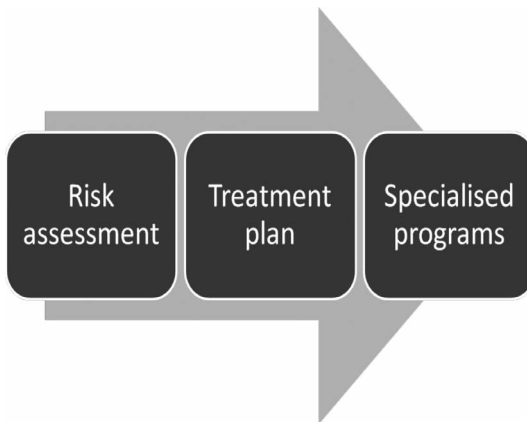 Risk
assessment
Treatment
plan
Specialised
programs